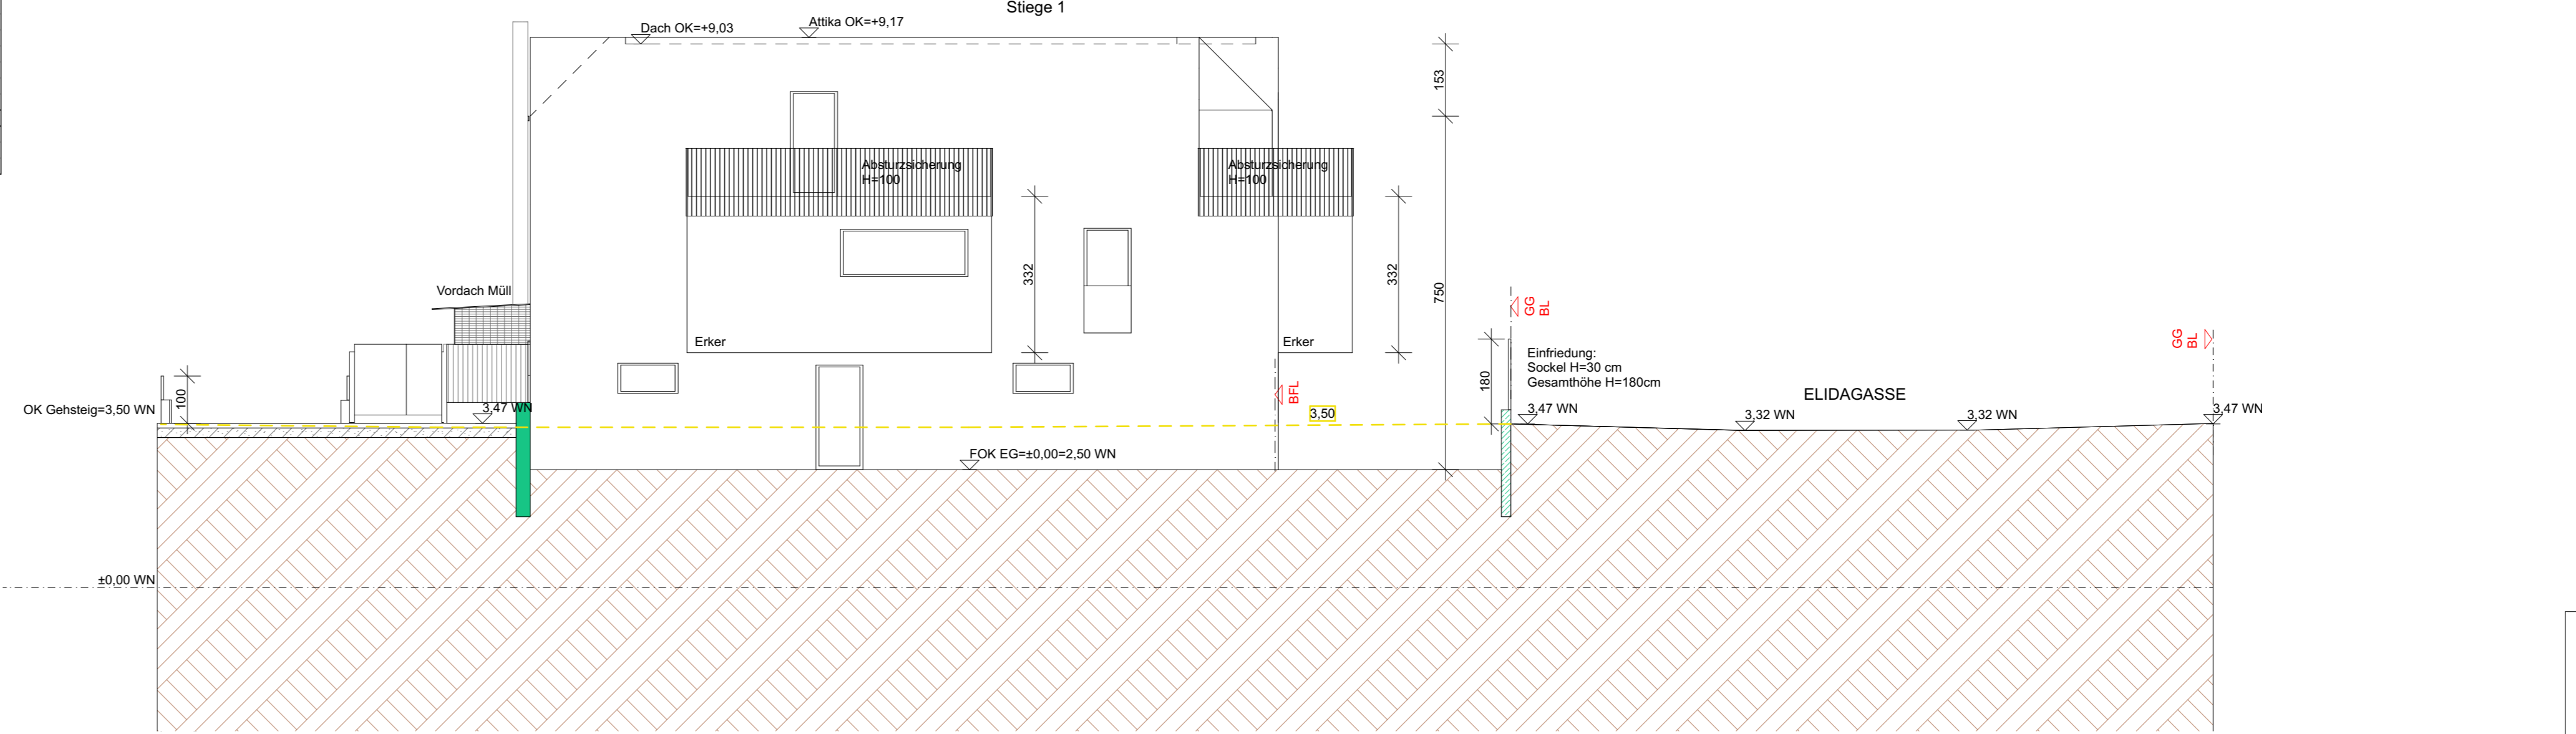 Stiege 1
Dach OK=+9,03
Attika OK=+9,17
153
Absturzsicherung
H=100
Absturzsicherung
H=100
332
332
750
Vordach Müll
GG
BL
GG
BL
Erker
Erker
Einfriedung:
Sockel H=30 cm
Gesamthöhe H=180cm
180
100
BFL
ELIDAGASSE
OK Gehsteig=3,50 WN
3,47 WN
3,50
3,47 WN
3,32 WN
3,32 WN
3,47 WN
FOK EG=±0,00=2,50 WN
±0,00 WN